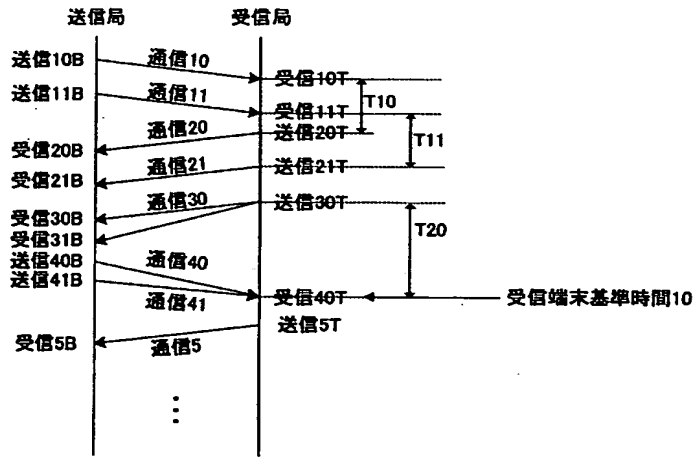 送信局 受信局
送信10B 通信10 受信10T
送信11B 通信11 受信11T T10
通信20 送信20T
受信20B T11
通信21 送信21T
受信21B
通信30 送信30T
受信30B
受信31B T20
送信40B 通信40
送信41B
通信41 受信40T 受信端末基準時間10
送信5T
受信5B 通信5